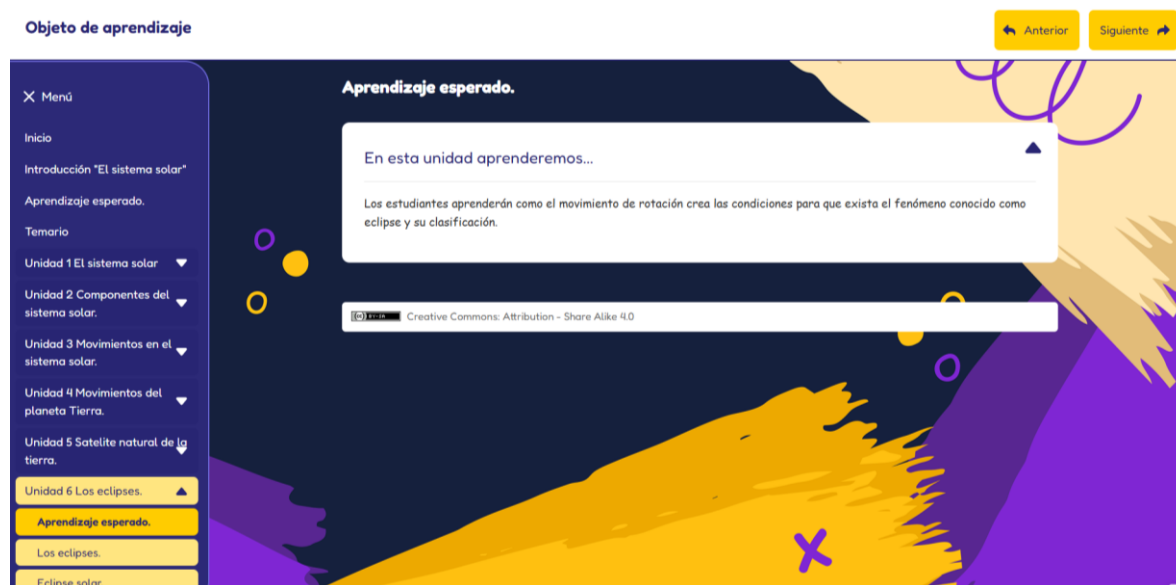 Objeto de aprendizaje
Anterior
Siguiente
Menú
Inicio
Introducción "El sistema solar"
Aprendizaje esperado.
Temario
Unidad 1 El sistema solar
Unidad 2 Componentes del
sistema solar.
Unidad 3 Movimientos en el
sistema solar.
Unidad 4 Movimientos del
planeta Tierra.
Unidad 5 Satelite natural de la
tierra.
Unidad 6 Los eclipses.
Aprendizaje esperado.
Los eclipses.
Eclipse solar
Aprendizaje esperado.
En esta unidad aprenderemos...
Los estudiantes aprenderán como el movimiento de rotación crea las condiciones para que exista el fenómeno conocido como
eclipse y su clasificación.
Creative Commons: Attribution - Share Alike 4.0